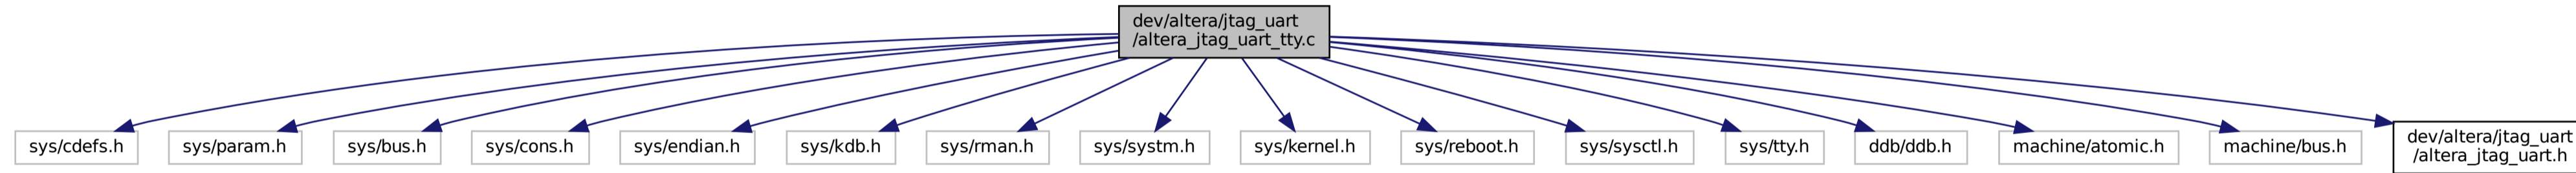 dev/altera/jtag_uart
/altera_jtag_uart_tty.c
sys/cdefs.h
sys/param.h
sys/bus.h
sys/cons.h
sys/endian.h
sys/kdb.h
sys/rman.h
sys/systm.h
sys/kernel.h
sys/reboot.h
sys/sysctl.h
sys/tty.h
ddb/ddb.h
machine/atomic.h
machine/bus.h
dev/altera/jtag_uart
/altera_jtag_uart.h